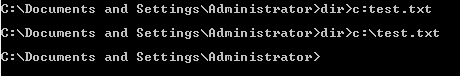 C:\Documents and Settings\Administrator>dir>c:test.txt
C:\Documents and Settings\Administrator>dir>c:\test.txt
C:\Documents and Settings\Administrator>